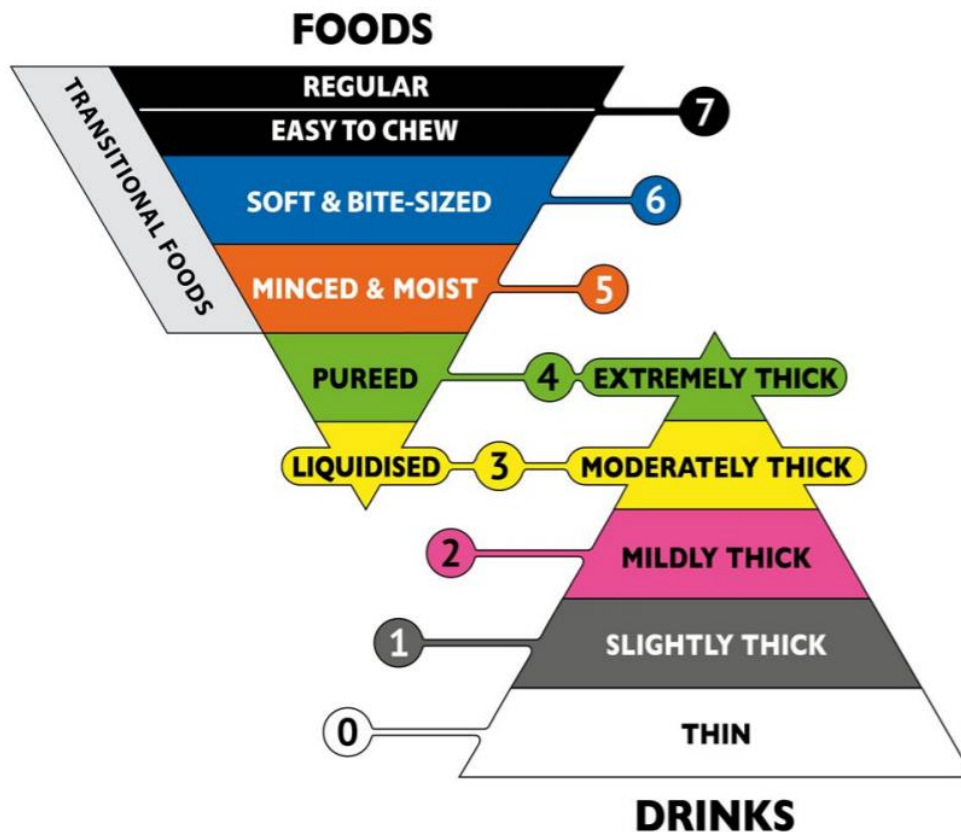 FOODS
TRANSITIONAL FOODS
REGULAR
7
EASY TO CHEW
SOFT & BITE-SIZED
6
MINCED & MOIST
5
PUREED
4
EXTREMELY THICK
LIQUIDISED
3
MODERATELY THICK
2
MILDLY THICK
1
SLIGHTLY THICK
0
THIN
DRINKS